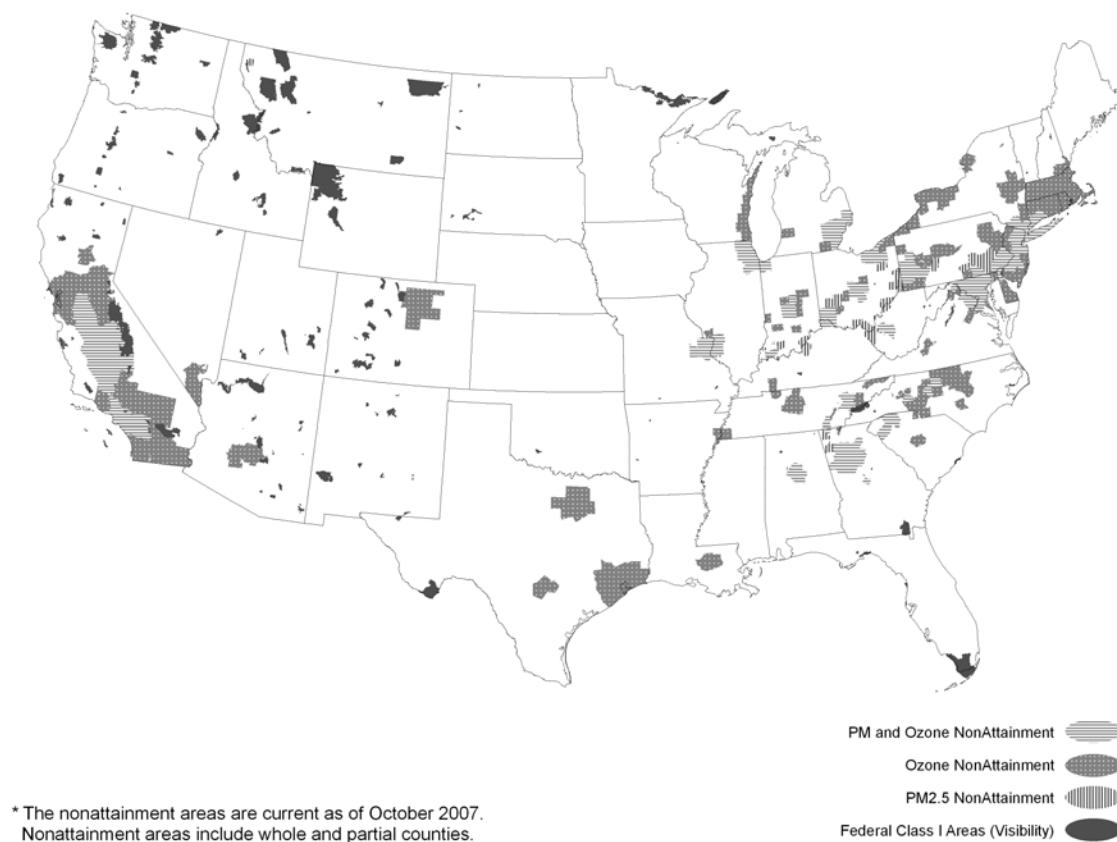 PM and Ozone NonAttainment
Ozone NonAttainment
PM2.5 NonAttainment
Federal Class I Areas (Visibility)
* The nonattainment areas are current as of October 2007.
Nonattainment areas include whole and partial counties.